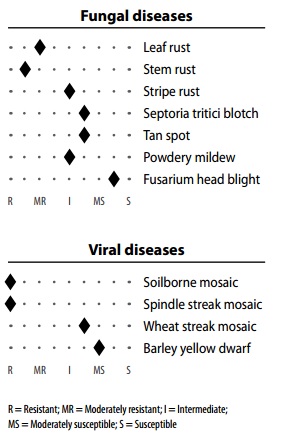 Fungal diseases
Leaf rust
Stem rust
Stripe rust
Septoria tritici blotch
Tan spot
Powdery mildew
Fusarium head blight
R MR I MS S
Viral diseases
Soilborne mosaic
Spindle streak mosaic
Wheat streak mosaic
Barley yellow dwarf
R MR I MS S
R = Resistant; MR = Moderately resistant; I = Intermediate;
MS = Moderately susceptible; S = Susceptible